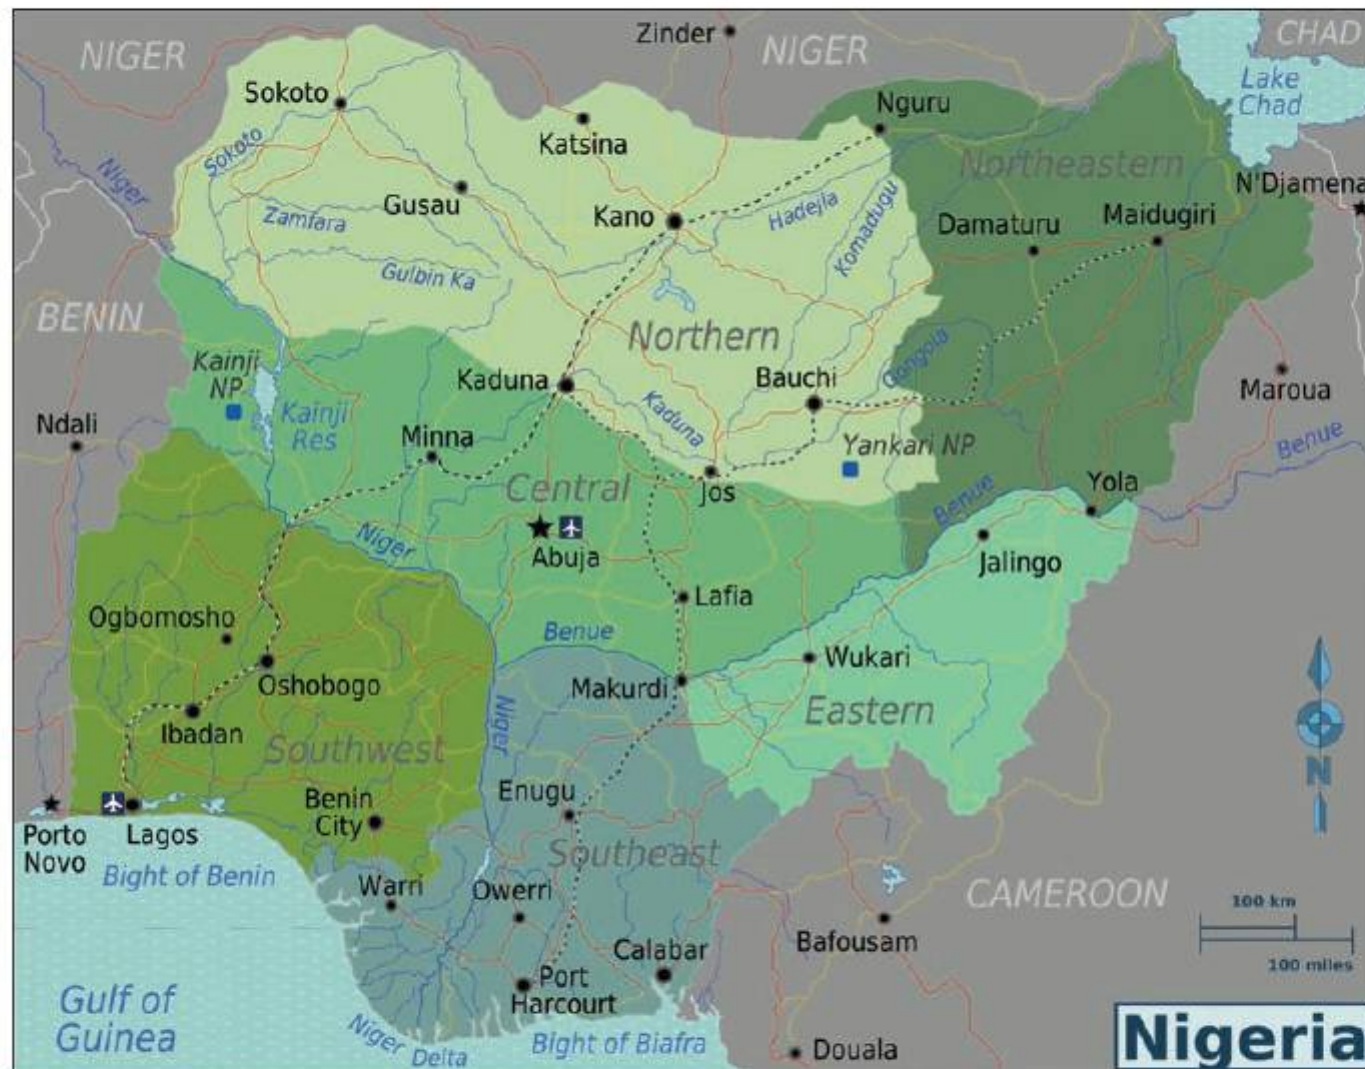 NIGER
Zinder
NIGER
CHAD
Lake
Chad
Sokoto
Katsina
Nguru
Northeastern
Sokoto
Niger
Gusau
Zamfara
Kano
Hadejla
Komadugu
Damaturu
Maidugiri
N'Djamena
Gulbin Ka
BENIN
Northern
Kainji
NP
Kaduna
Bauchi
Gongola
Maroua
Kainji
Res
Ndali
Minna
Kaduna
Yankari NP
Benue
Central
Jos
Benue
Yola
Niger
Abuja
Jalingo
Ogbomosho
Lafia
Benue
Oshobogo
Makurdi
Wukari
Niger
Eastern
Ibadan
Southwest
N
Enugu
Benin
City
Porto
Novo
Lagos
Southeast
Bight of Benin
Warri
Owerri
CAMEROON
100 km
Calabar
Bafousam
100 miles
Port
Harcourt
Gulf of
Guinea
Niger
Delta
Bight of Biafra
Douala
Nigeria